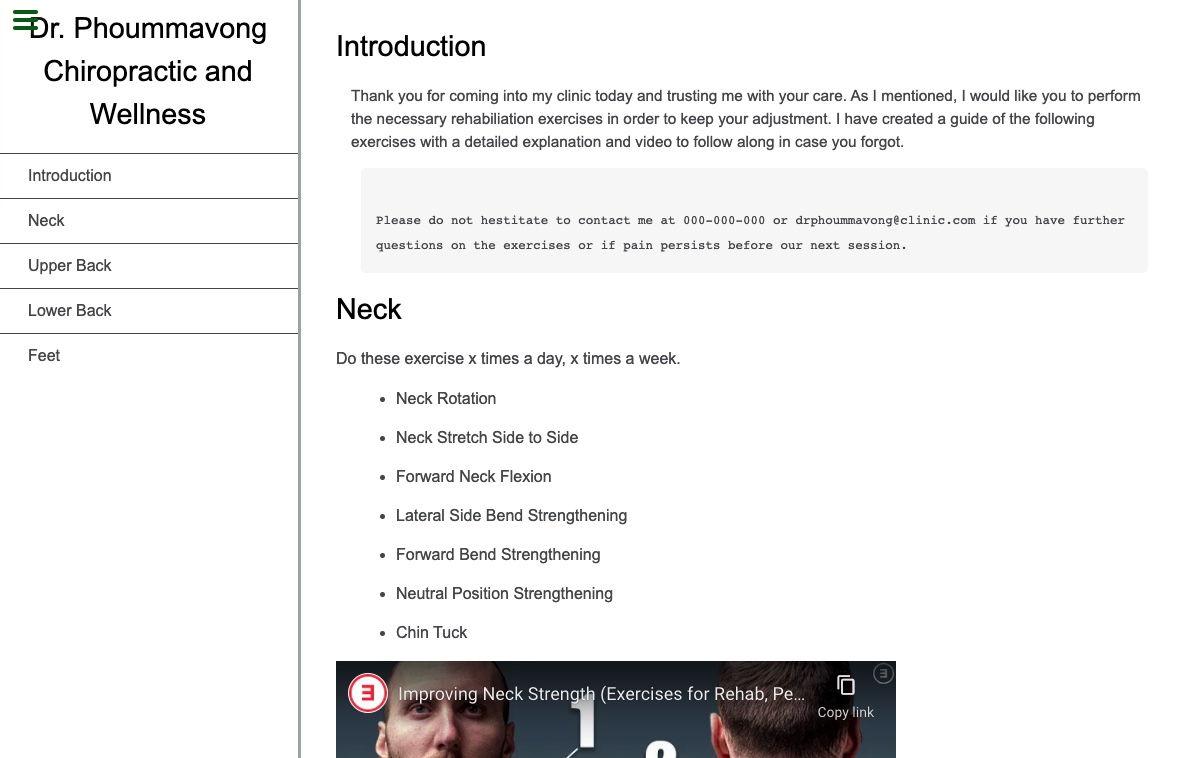 Dr. Phoummavong
Chiropractic and
Wellness
Introduction
Neck
Upper Back
Lower Back
Feet
Introduction
Thank you for coming into my clinic today and trusting me with your care. As I mentioned, I would like you to perform
the necessary rehabiliation exercises in order to keep your adjustment. I have created a guide of the following
exercises with a detailed explanation and video to follow along in case you forgot.
Please do not hestitate to contact me at 000-000-000 or drphoummavong@clinic.com if you have further
questions on the exercises or if pain persists before our next session.
Neck
Do these exercise x times a day, x times a week.
Neck Rotation
Neck Stretch Side to Side
Forward Neck Flexion
Lateral Side Bend Strengthening
Forward Bend Strengthening
Neutral Position Strengthening
Chin Tuck
Improving Neck Strength (Exercises for Rehab, Pe...
Copy link
1